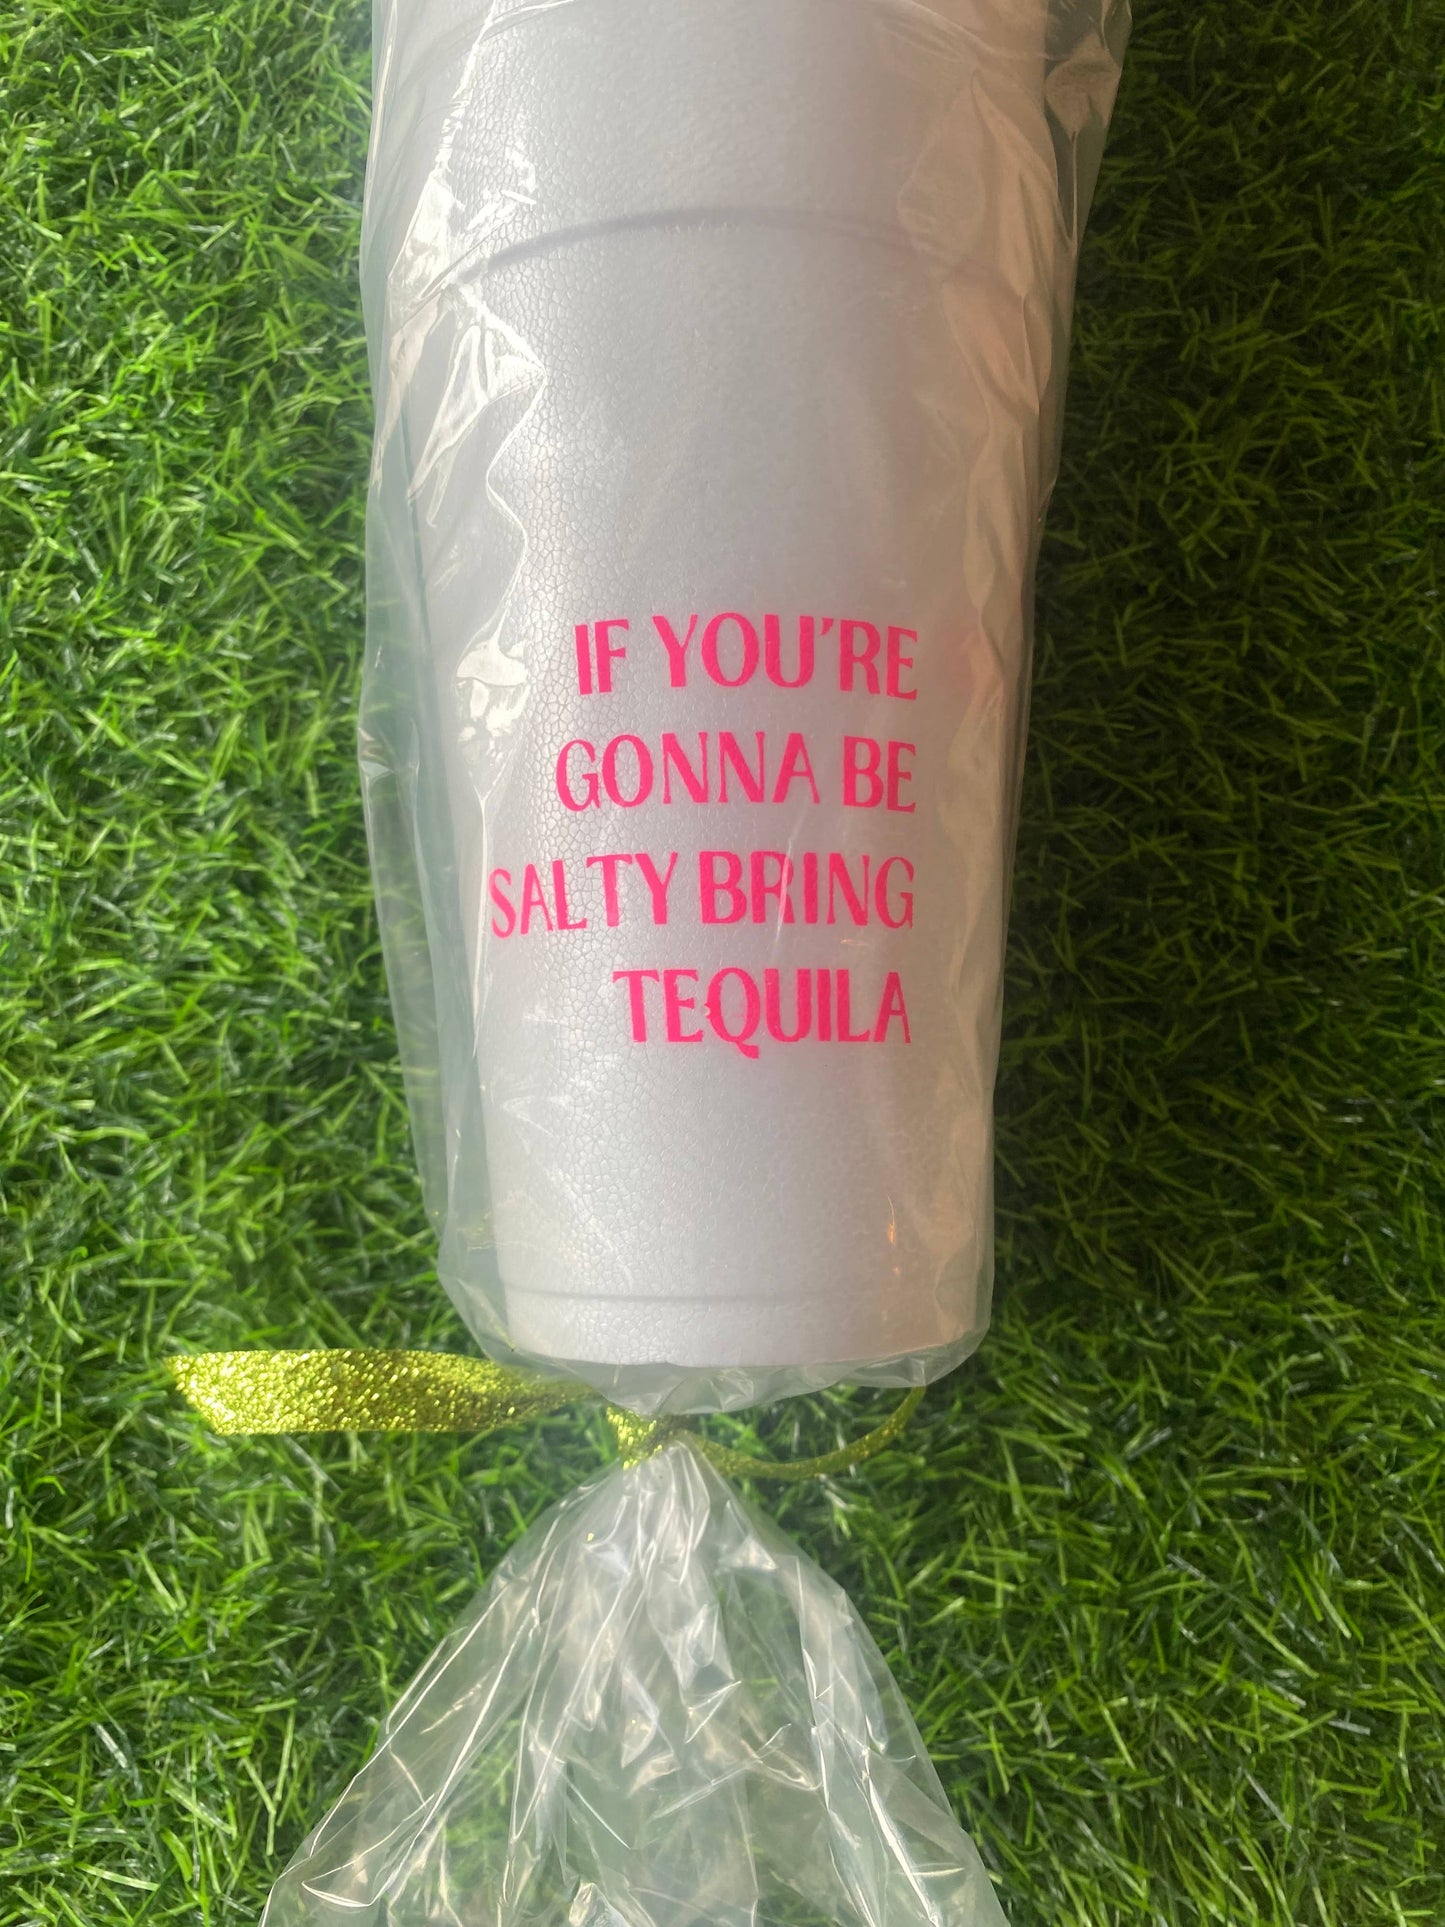 IF YOU'RE
GONNA BE
SALTY BRING
TEQUILA